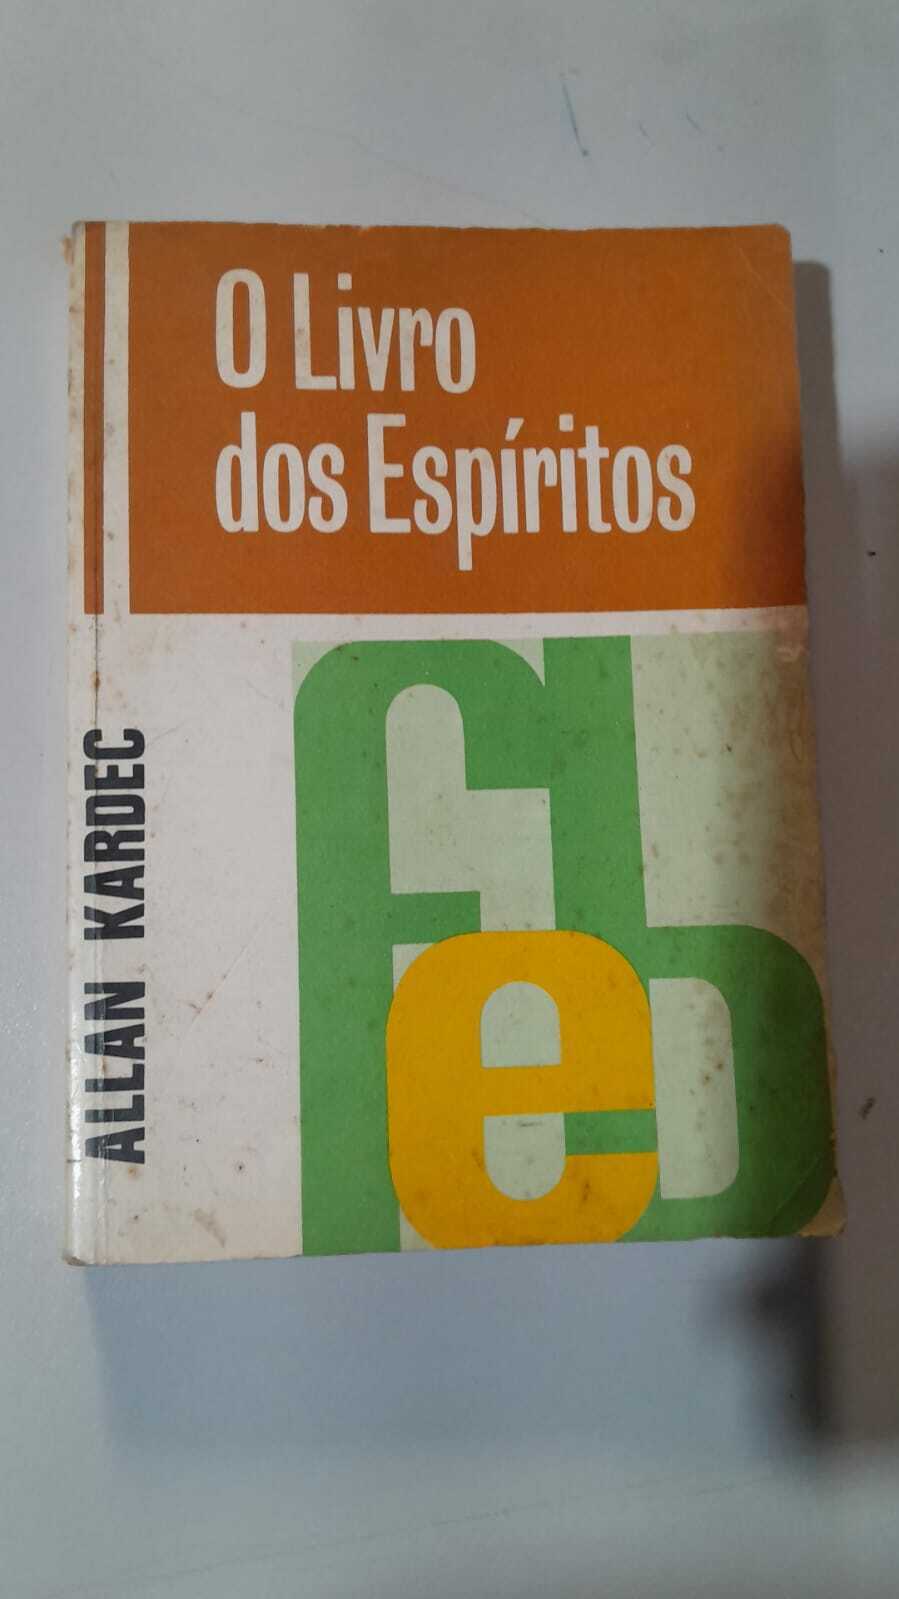 O Livro
dos Espíritos
ALLAN KARDEC
feb